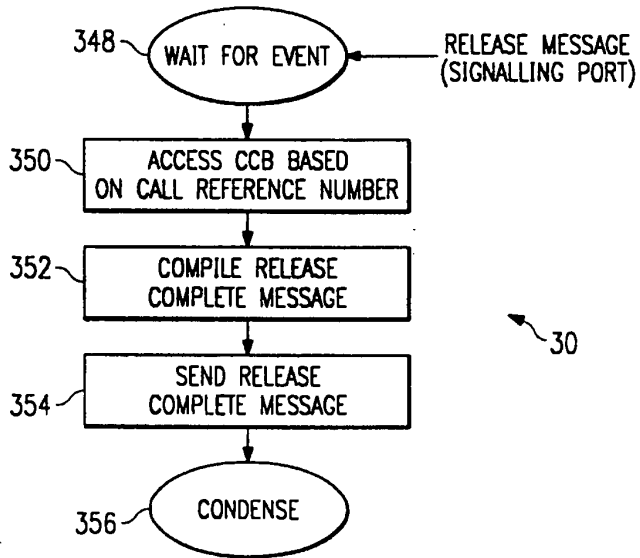 348
WAIT FOR EVENT
RELEASE MESSAGE
(SIGNALLING PORT)
350
ACCESS CCB BASED
ON CALL REFERENCE NUMBER
352
COMPILE RELEASE
COMPLETE MESSAGE
30
354
SEND RELEASE
COMPLETE MESSAGE
356
CONDENSE